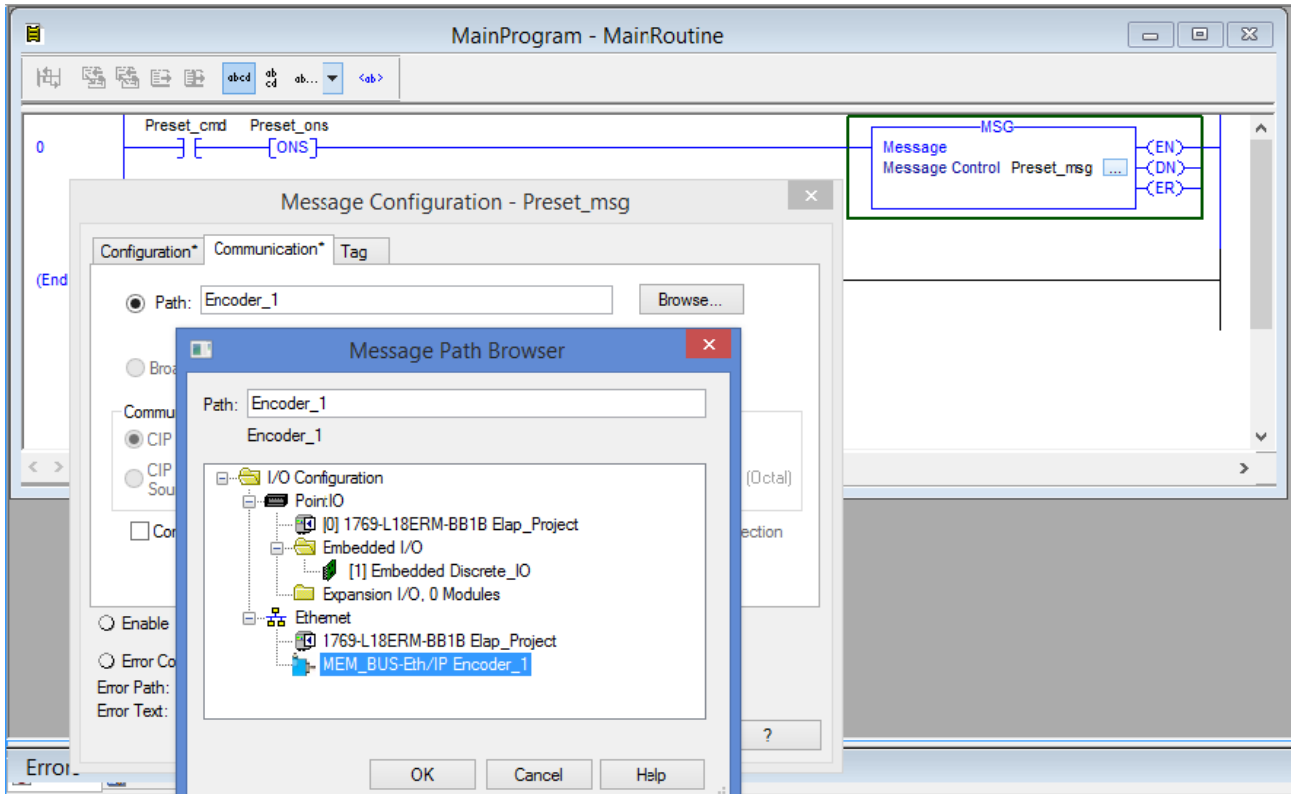 MainProgram - MainRoutine
abcd
ab
cd
ab...
<ab>
Preset_cmd Preset_ons
0
ONS
MSG
Message
Message Control Preset_msg ...
EN
DN
ER
Message Configuration - Preset_msg
Configuration* Communication* Tag
(End
Path: Encoder_1 Browse...
Message Path Browser
Broa
Path: Encoder_1
Encoder_1
Commu
CIP
CIP
Sou
(Octal)
I/O Configuration
Point IO
[0] 1769-L18ERM-BB1B Elap_Project
Con
ection
Embedded I/O
[1] Embedded Discrete_IO
Expansion I/O, 0 Modules
Ethernet
Enable
1769-L18ERM-BB1B Elap_Project
MEM_BUS-Eth/IP Encoder_1
Error Co
Error Path:
Error Text:
?
Error
OK Cancel Help